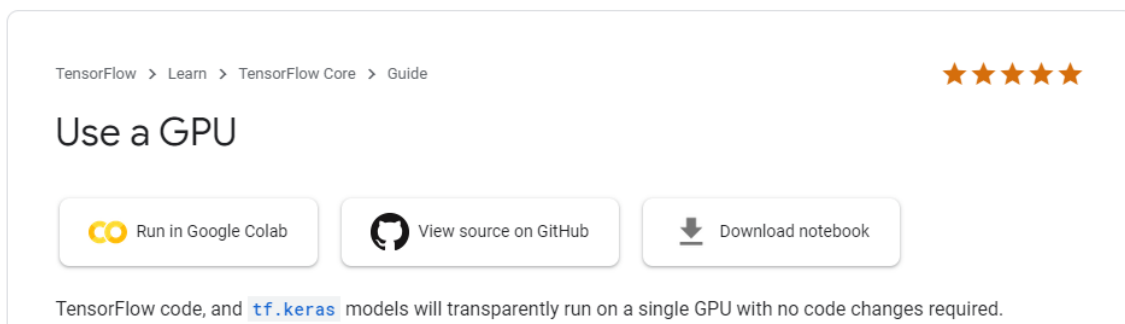 TensorFlow > Learn > TensorFlow Core > Guide
Use a GPU
Run in Google Colab View source on GitHub Download notebook
TensorFlow code, and tf.keras models will transparently run on a single GPU with no code changes required.